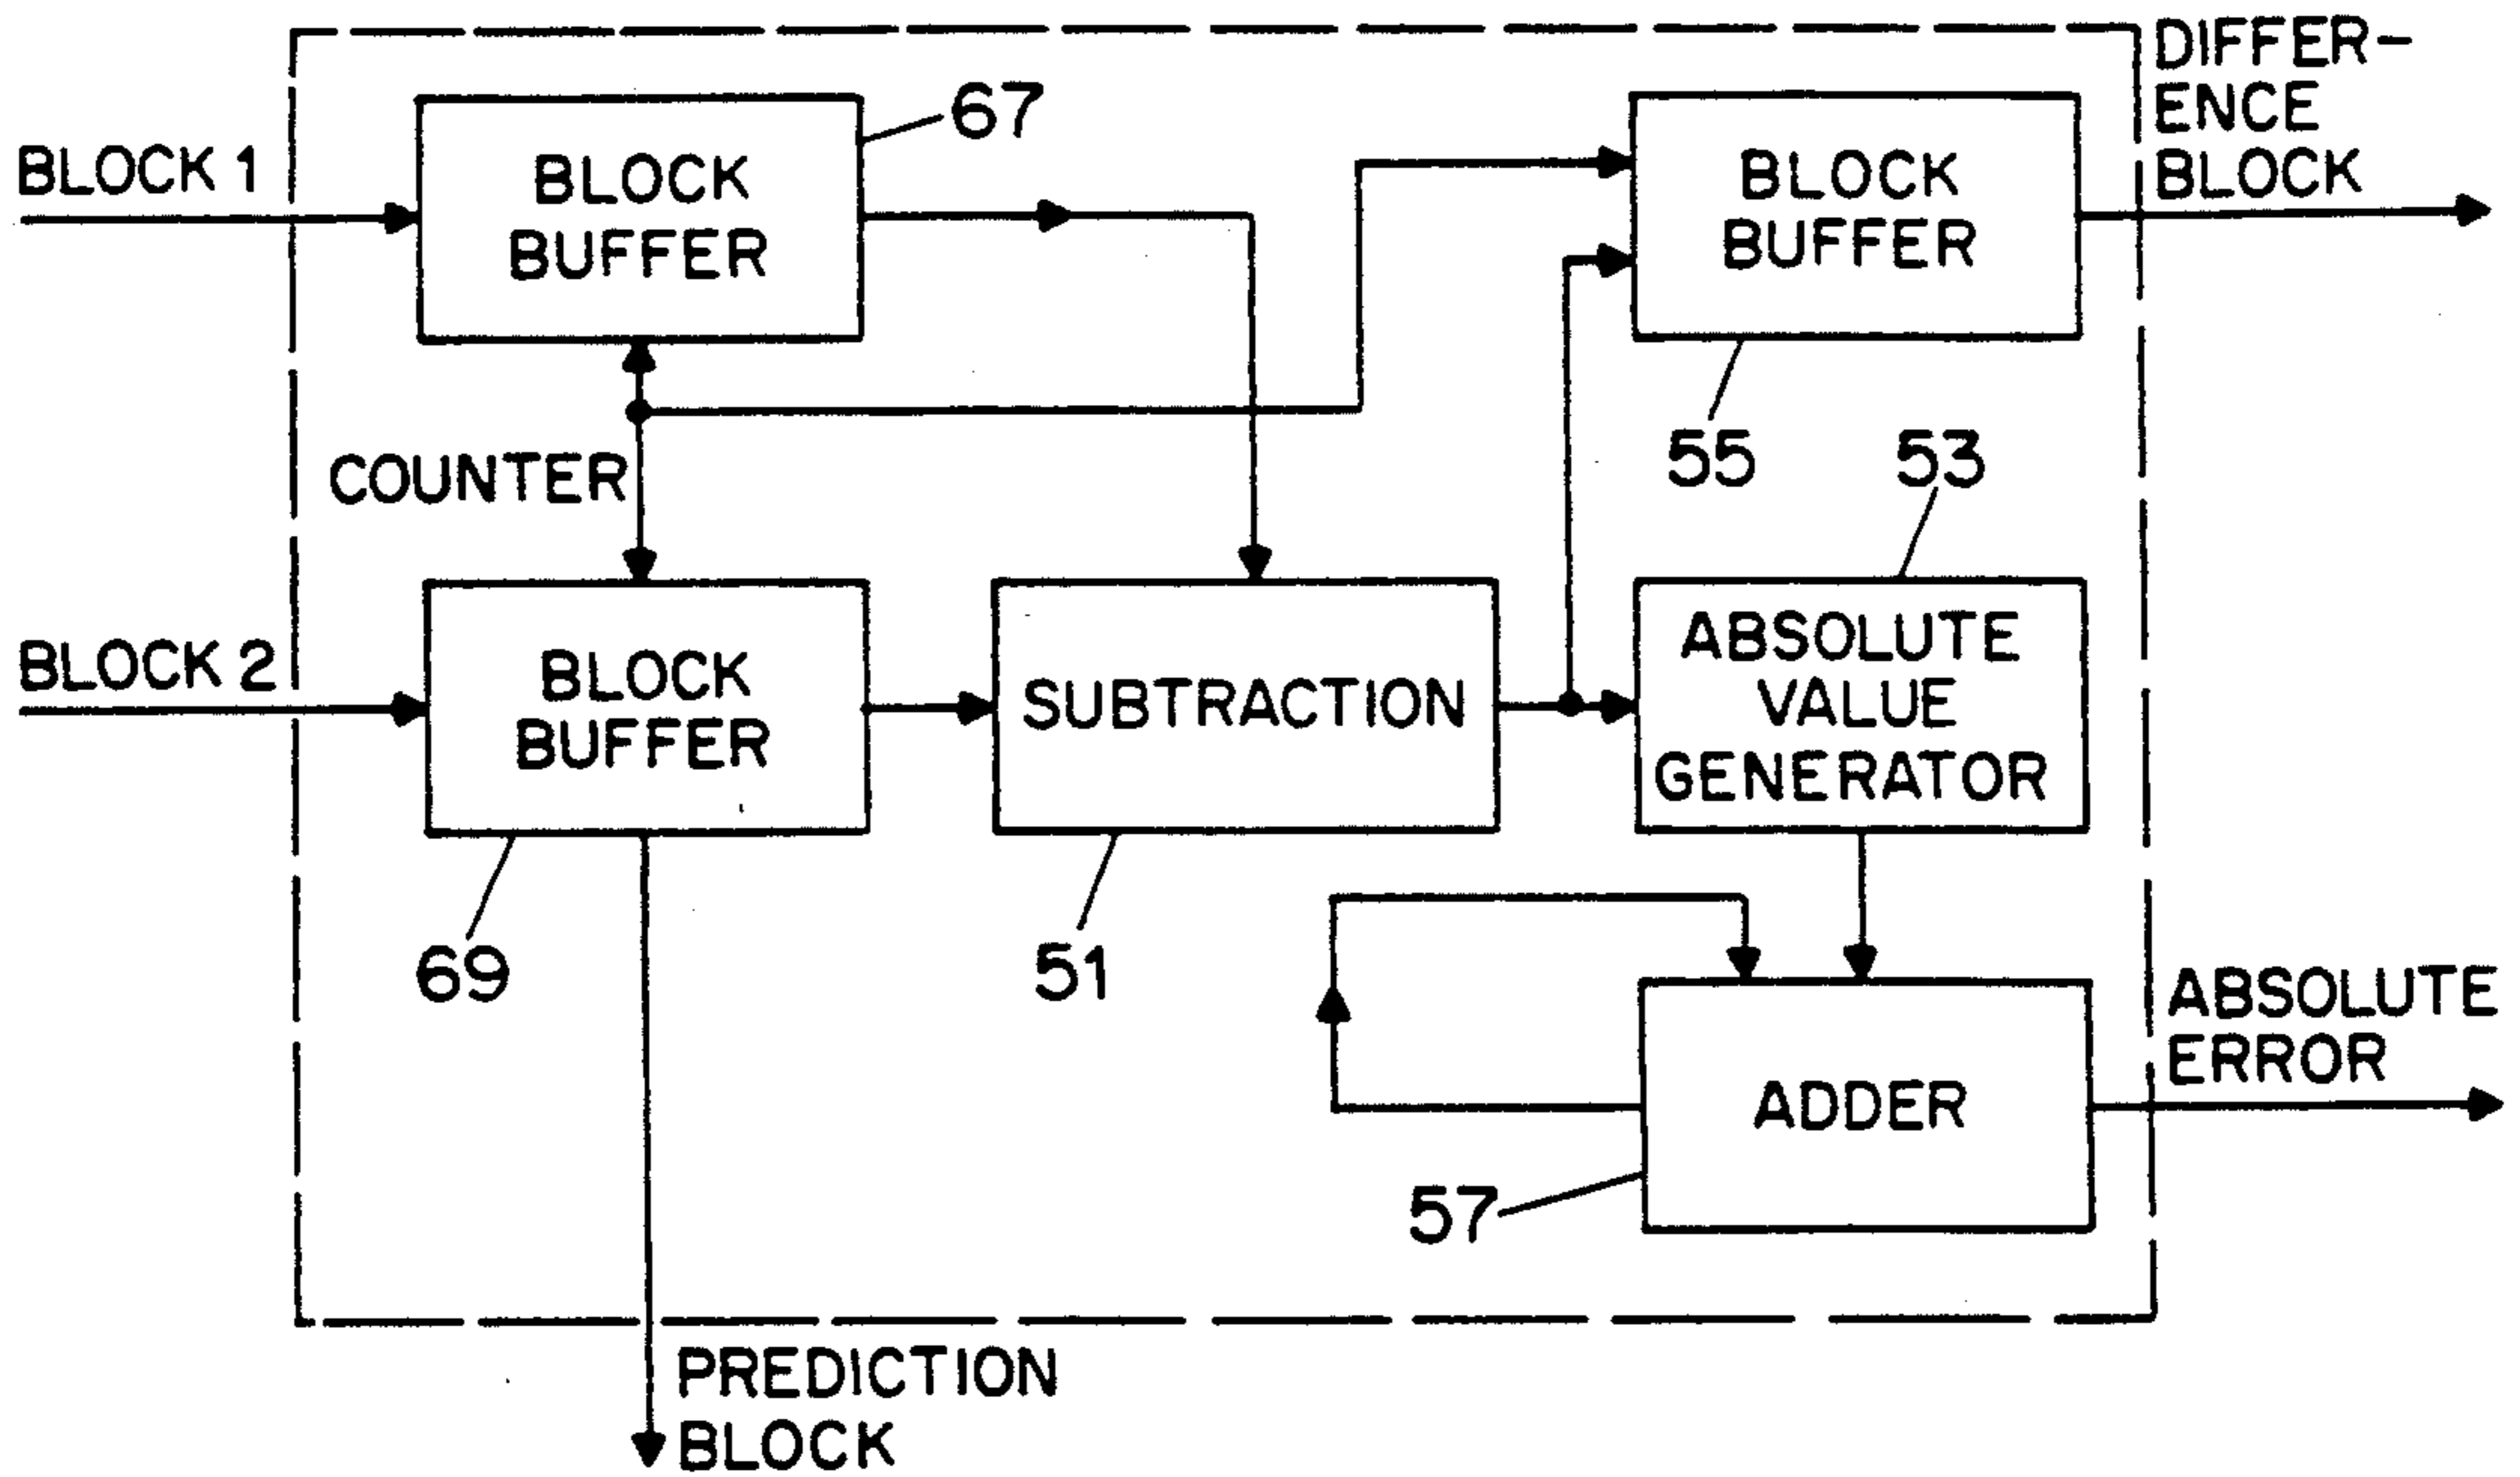 DIFFER-
ENCE
BLOCK
67
BLOCK 1
BLOCK
BUFFER
BLOCK
BUFFER
55
53
COUNTER
BLOCK 2
BLOCK
BUFFER
SUBTRACTION
ABSOLUTE
VALUE
GENERATOR
69
51
ABSOLUTE
ERROR
ADDER
57
PREDICTION
BLOCK